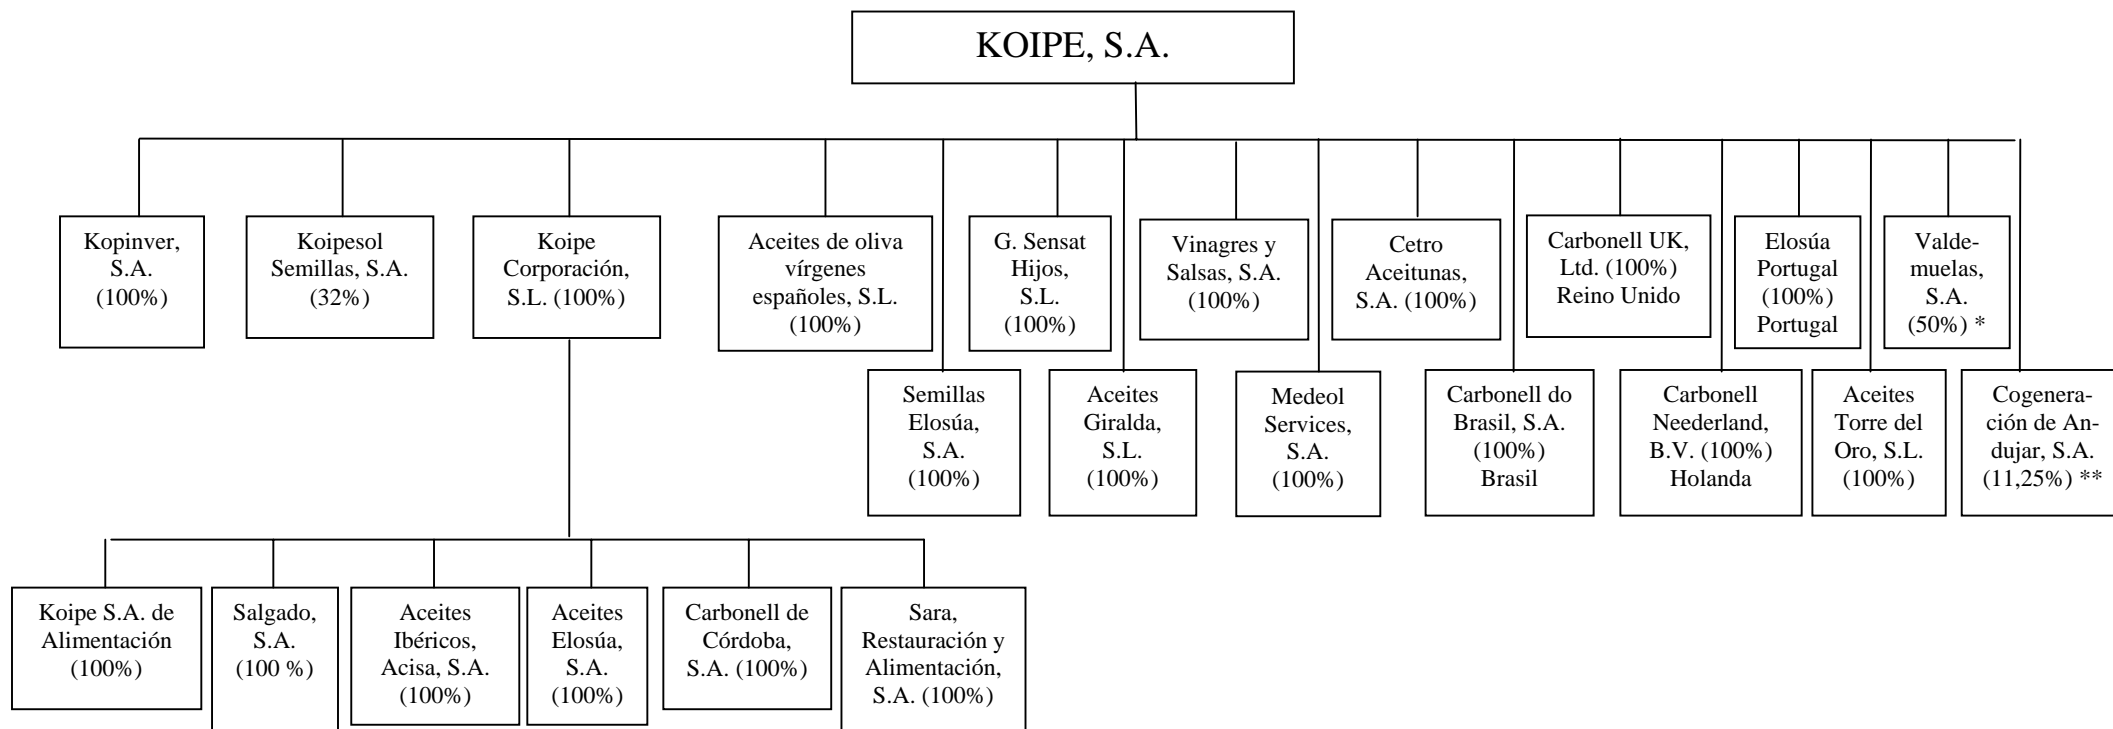 KOIPE, S.A.
Kopinver,
S.A.
(100%)
Koipesol
Semillas, S.A.
(32%)
Koipe
Corporación,
S.L. (100%)
Aceites de oliva
vírgenes
españoles, S.L.
(100%)
G. Sensat
Hijos,
S.L.
(100%)
Vinagres y
Salsas, S.A.
(100%)
Cetro
Aceitunas,
S.A. (100%)
Carbonell UK,
Ltd. (100%)
Reino Unido
Elosúa
Portugal
(100%)
Portugal
Valde-
muelas,
S.A.
(50%) *
Semillas
Elosúa,
S.A.
(100%)
Aceites
Giralda,
S.L.
(100%)
Medeol
Services,
S.A.
(100%)
Carbonell do
Brasil, S.A.
(100%)
Brasil
Carbonell
Neederland,
B.V. (100%)
Holanda
Aceites
Torre del
Oro, S.L.
(100%)
Cogenera-
ción de An-
dujar, S.A.
(11,25%) **
Koipe S.A. de
Alimentación
(100%)
Salgado,
S.A.
(100 %)
Aceites
Ibéricos,
Acisa, S.A.
(100%)
Aceites
Elosúa,
S.A.
(100%)
Carbonell de
Córdoba,
S.A. (100%)
Sara,
Restauración y
Alimentación,
S.A. (100%)